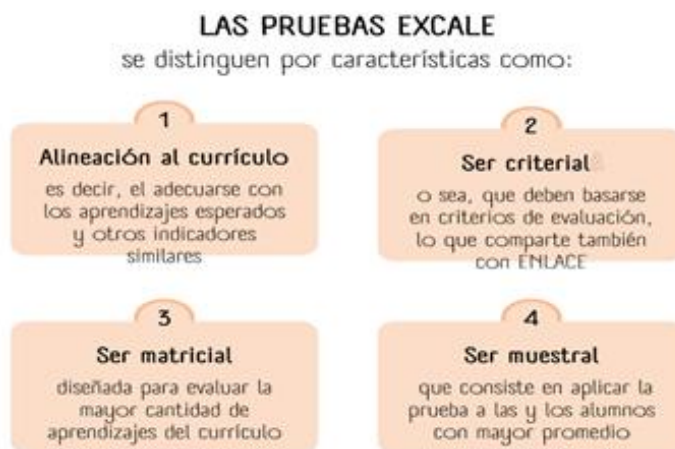 LAS PRUEBAS EXCALE
se distinguen por características como:
1
Alineación al currículo
es decir, el adecuarse con
los aprendizajes esperados
y otros indicadores
similares
2
Ser criterial
o sea, que deben basarse
en criterios de evaluación,
lo que comparte también
con ENLACE
3
Ser matricial
diseñada para evaluar la
mayor cantidad de
aprendizajes del currículo
4
Ser muestral
que consiste en aplicar la
prueba a las y los alumnos
con mayor promedio